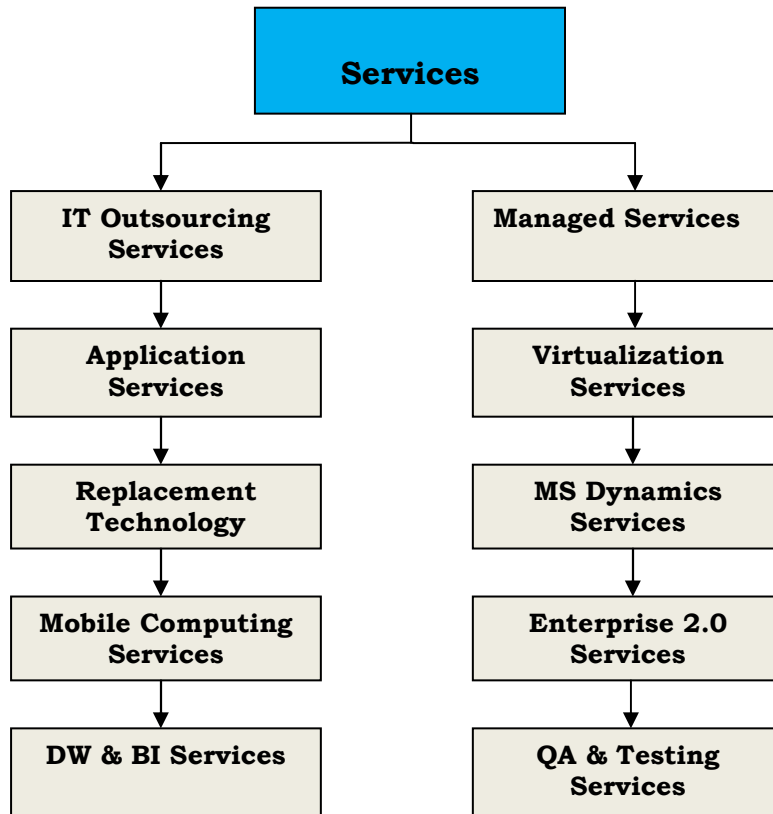 Services
IT Outsourcing
Services
Managed Services
Application
Services
Virtualization
Services
Replacement
Technology
MS Dynamics
Services
Mobile Computing
Services
Enterprise 2.0
Services
DW & BI Services
QA & Testing
Services